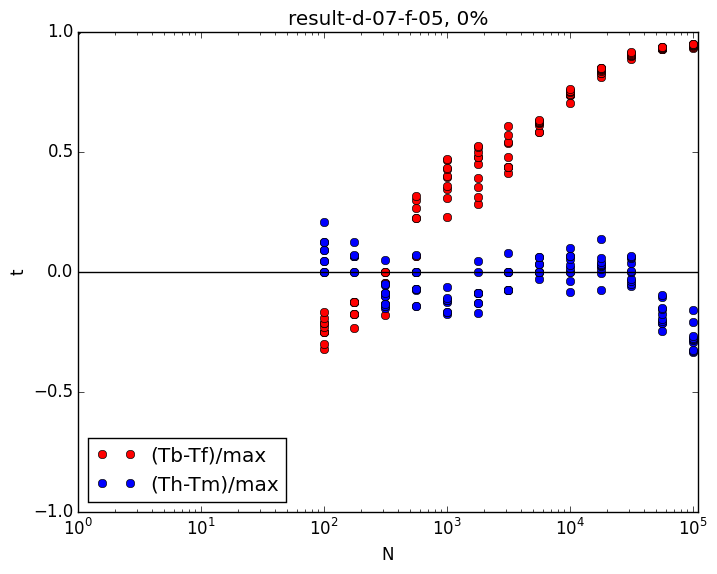 result-d-07-f-05, 0%
1.0
0.5
0.0
−0.5
−1.0
t
(Tb-Tf)/max
(Th-Tm)/max
10⁰ 10¹ 10² 10³ 10⁴ 10⁵
N